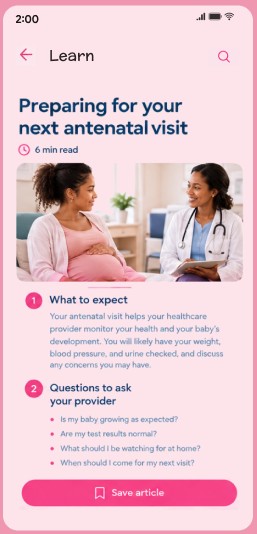 2:00
Learn
Preparing for your
next antenatal visit
6 min read
1 What to expect
Your antenatal visit helps your healthcare
provider monitor your health and your baby's
development. You will likely have your weight,
blood pressure, and urine checked, and discuss
any concerns you may have.
2 Questions to ask
your provider
• Is my baby growing as expected?
• Are my test results normal?
• What should I be watching for at home?
• When should I come for my next visit?
Save article